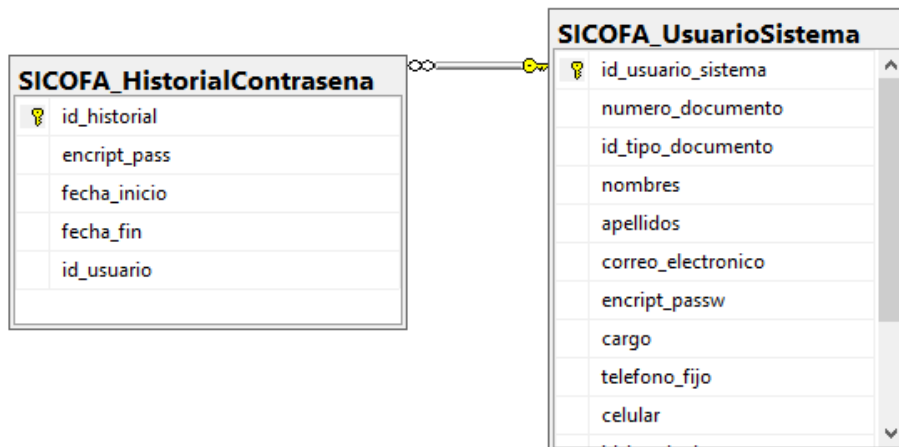 SICOFA_HistorialContrasena
id_historial
encript_pass
fecha_inicio
fecha_fin
id_usuario
SICOFA_UsuarioSistema
id_usuario_sistema
numero_documento
id_tipo_documento
nombres
apellidos
correo_electronico
encript_passw
cargo
telefono_fijo
celular